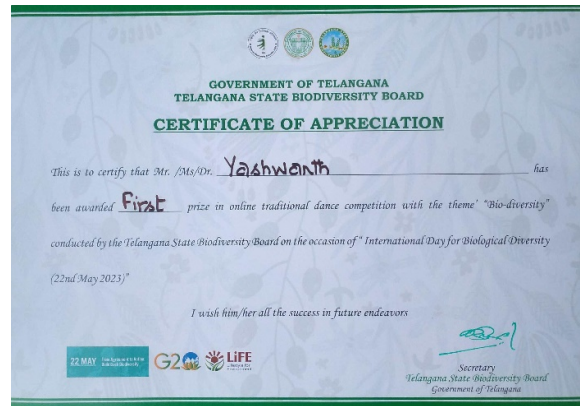 GOVERNMENT OF TELANGANA
TELANGANA STATE BIODIVERSITY BOARD
CERTIFICATE OF APPRECIATION
This is to certify that Mr. /Ms/Dr. Yashwanth has
been awarded First prize in online traditional dance competition with the theme' "Bio-diversity"
conducted by the Telangana State Biodiversity Board on the occasion of " International Day for Biological Diversity
(22nd May 2023)"
I wish him/her all the success in future endeavors
22 MAY
G20
LiFE
Secretary
Telangana State Biodiversity Board
Government of Telangana